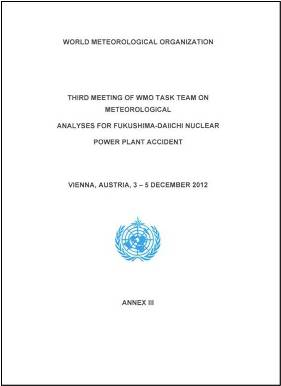 WORLD METEOROLOGICAL ORGANIZATION
THIRD MEETING OF WMO TASK TEAM ON
METEOROLOGICAL
ANALYSES FOR FUKUSHIMA-DAIICHI NUCLEAR
POWER PLANT ACCIDENT
VIENNA, AUSTRIA, 3 – 5 DECEMBER 2012
ANNEX III